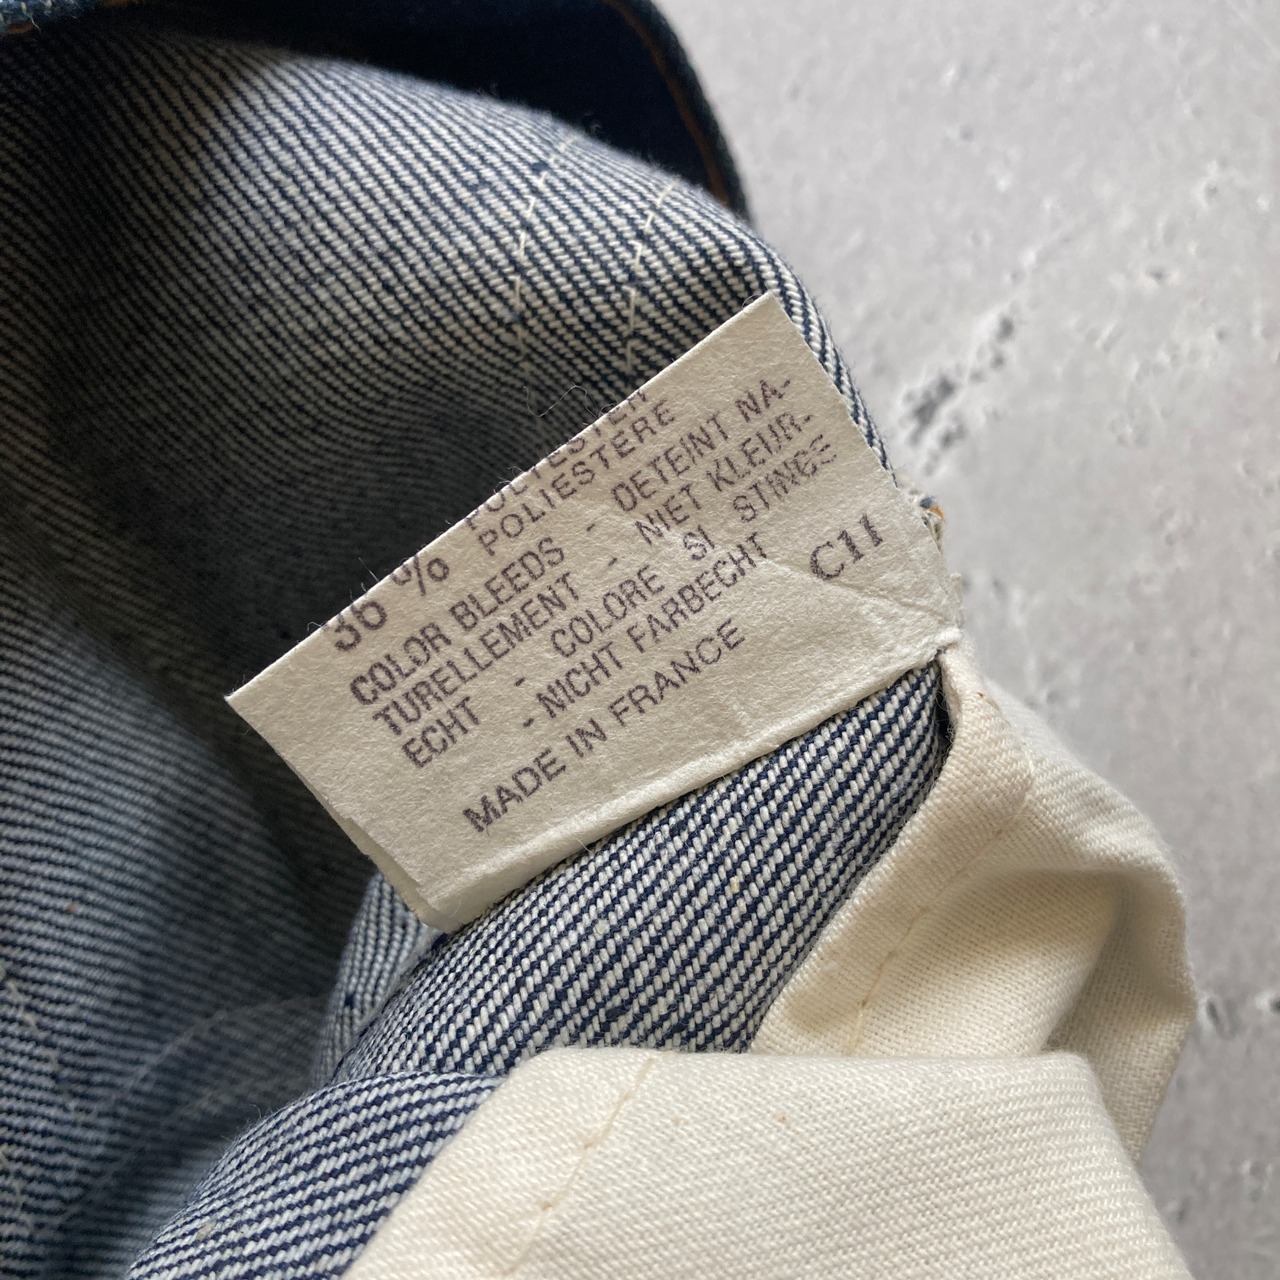 POLYESTER
36 % POLIESTERE
COLOR BLEEDS - DETEINT NA-
TURELLEMENT - NIET KLEUR-
ECHT - COLORE SI STINGE
- NICHT FARBECHT
MADE IN FRANCE C11